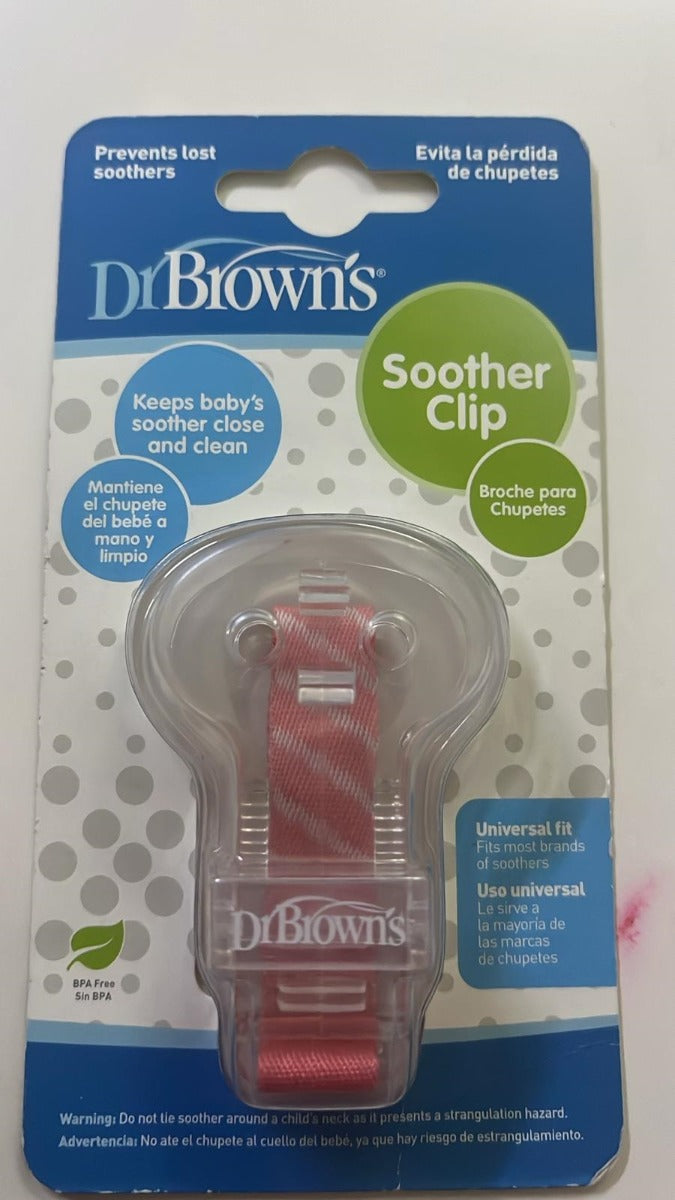 Prevents lost
soothers
Evita la pérdida
de chupetes
Dr Brown's®
Soother
Clip
Keeps baby's
soother close
and clean
Broche para
Chupetes
Mantiene
el chupete
del bebé a
mano y
limpio
Universal fit
Fits most brands
of soothers
Uso universal
Le sirve a
la mayoría de
las marcas
de chupetes
Dr Brown's
BPA Free
Sin BPA
Warning: Do not tie soother around a child's neck as it presents a strangulation hazard.
Advertencia: No ate el chupete al cuello del bebé, ya que hay riesgo de estrangulamiento.